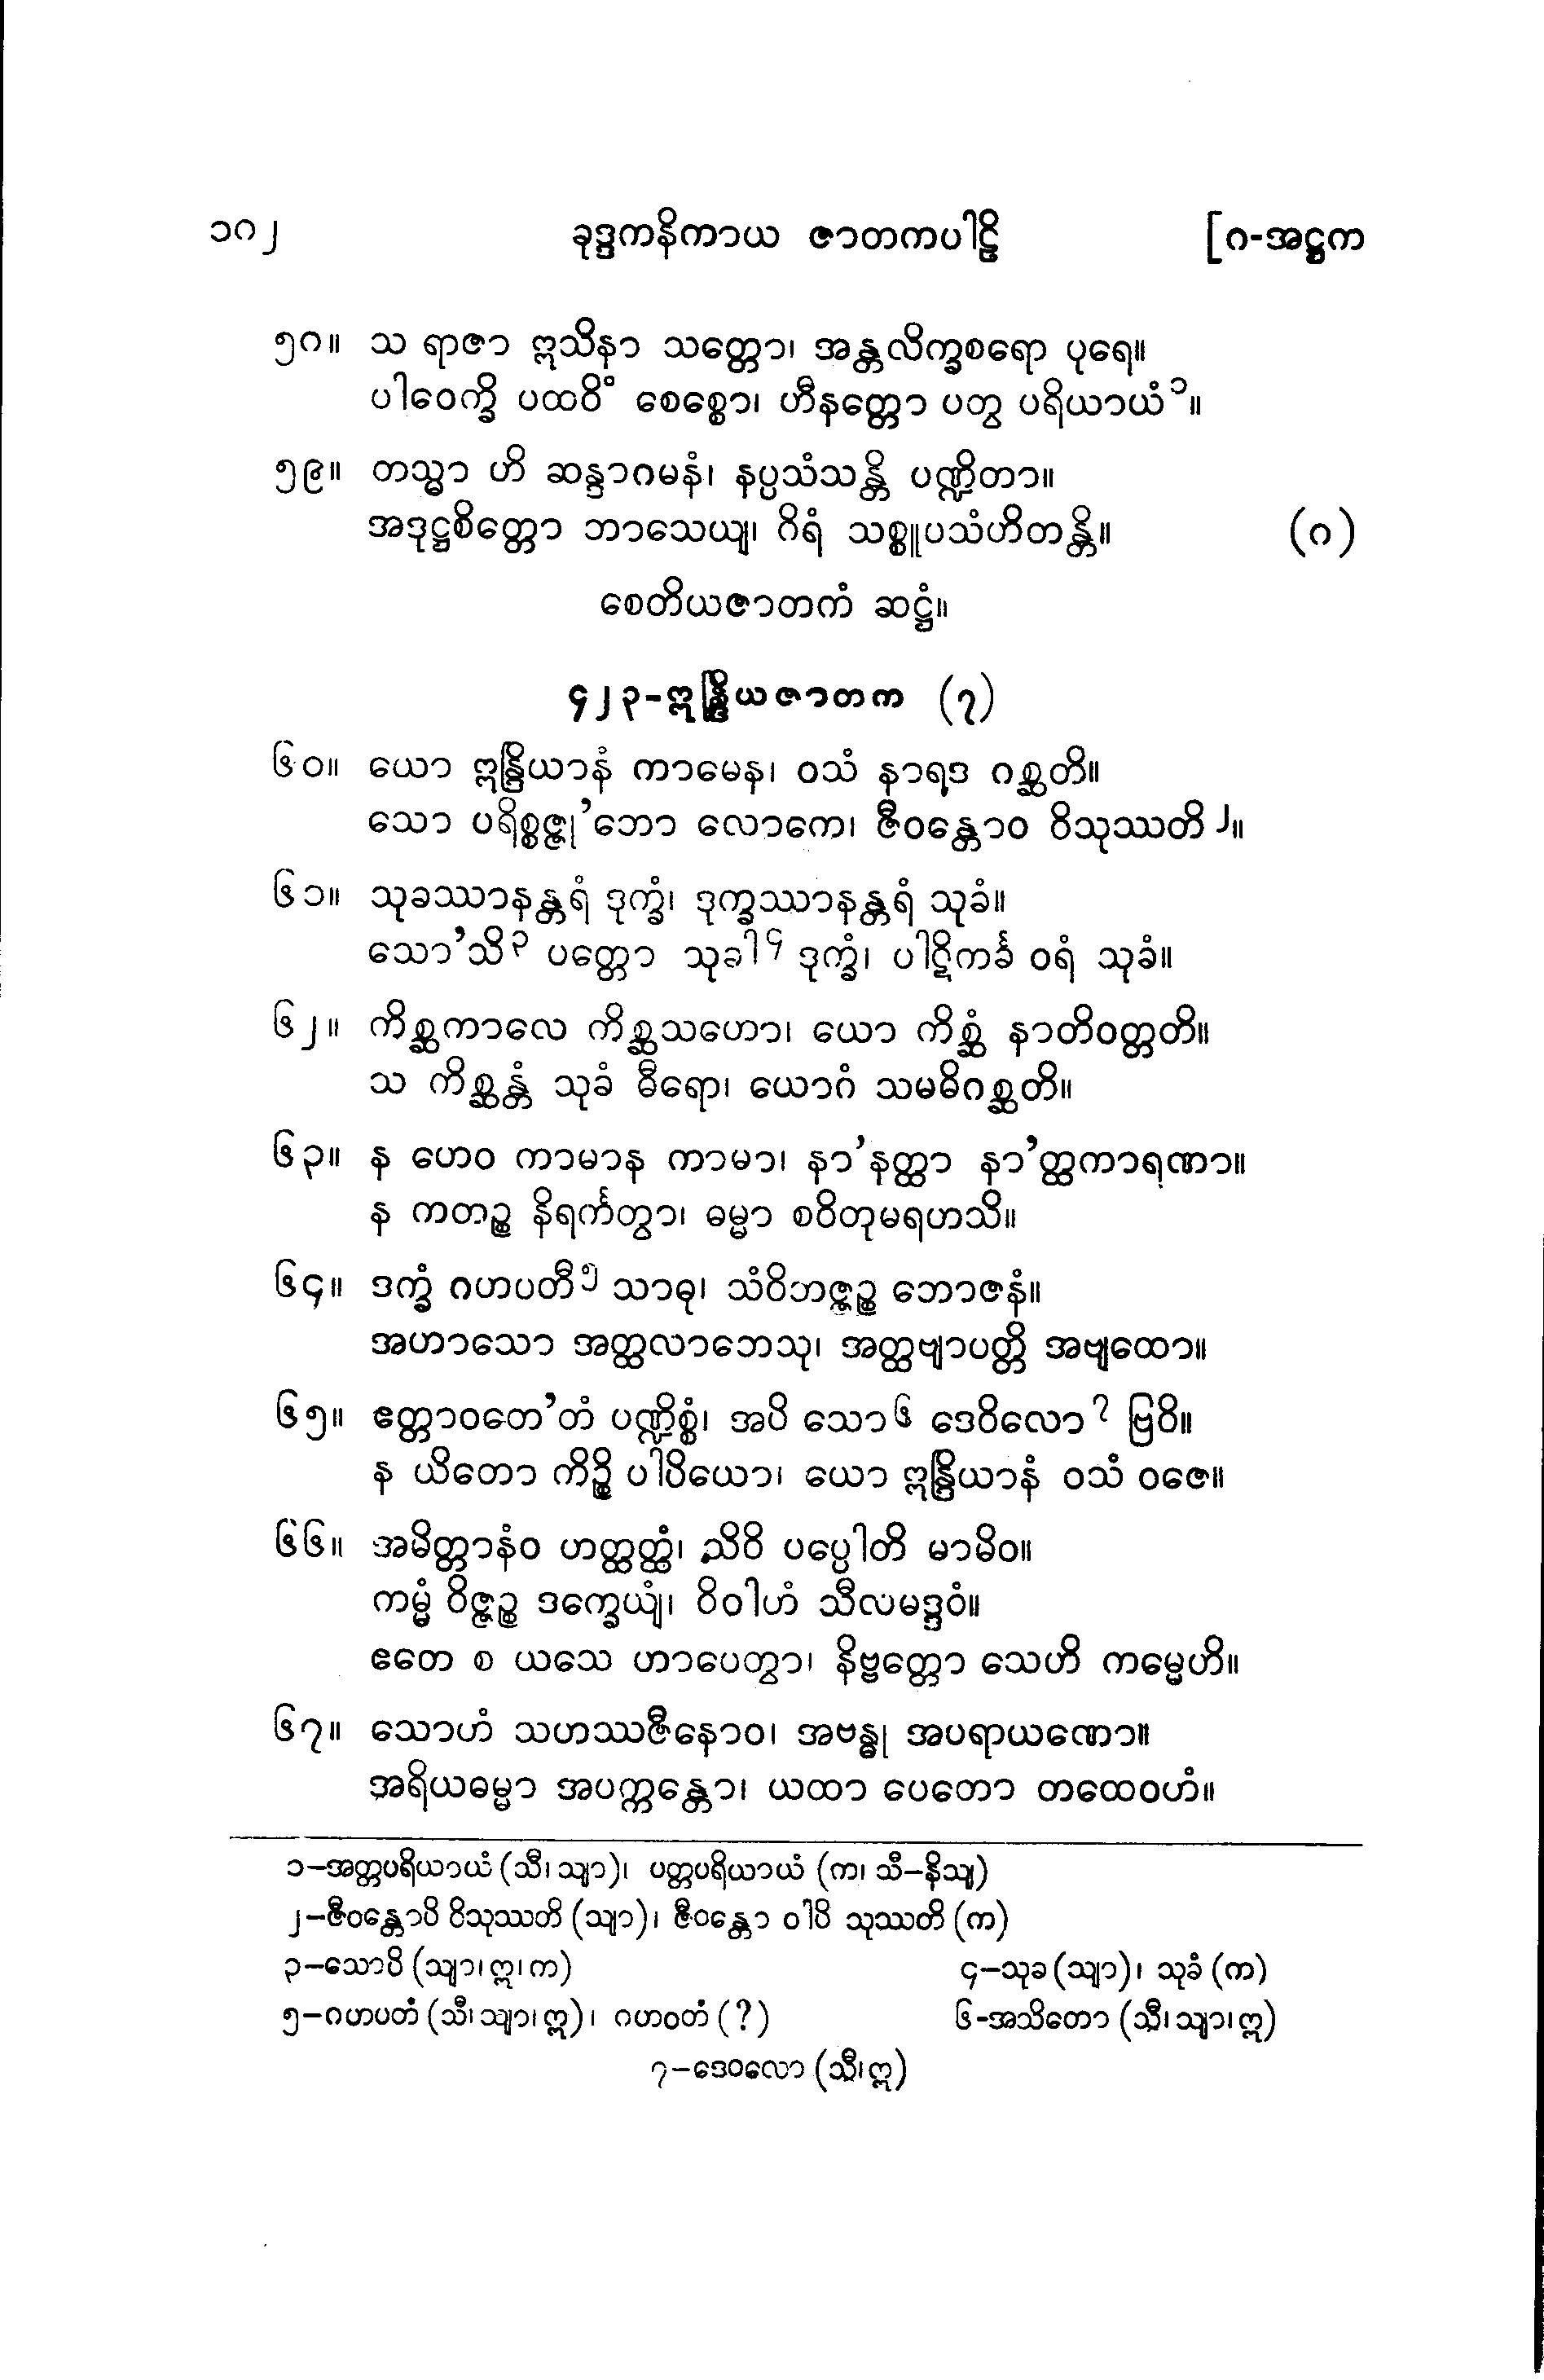 ၁၈၂ ခုဒ္ဒကနိကာယ ဇာတကပါဠိ [၈-အဋ္ဌက
၅၈။ သ ရာဇာ ဣသိနာ သတ္တော၊ အန္တလိက္ခစရော ပုရေ။
ပါဝေက္ခိ ပထဝိံ စေစ္စော၊ ဟီနတ္တော ပတွ ပရိယာယံ၁။
၅၉။ တသ္မာ ဟိ ဆန္ဒာဂမနံ၊ နပ္ပသံသန္တိ ပဏ္ဍိတာ။
အဒုဋ္ဌစိတ္တော ဘာသေယျ၊ ဂိရံ သစ္စူပသံဟိတန္တိ။ (၈)
စေတိယဇာတကံ ဆဋ္ဌံ။
၄၂၃-ဣန္ဒြိယဇာတက (၇)
၆၀။ ယော ဣန္ဒြိယာနံ ကာမေန၊ ဝသံ နာရဒ ဂစ္ဆတိ။
သော ပရိစ္စဇ္ဇု’ဘော လောကေ၊ ဇီဝန္တောဝ ဝိသုဿတိ၂။
၆၁။ သုခဿာနန္တရံ ဒုက္ခံ၊ ဒုက္ခဿာနန္တရံ သုခံ။
သော’သိ၃ ပတ္တော သုခါ၄ ဒုက္ခံ၊ ပါဋိကင်္ခ ဝရံ သုခံ။
၆၂။ ကိစ္ဆကာလေ ကိစ္ဆသဟော၊ ယော ကိစ္ဆံ နာတိဝတ္တတိ။
သ ကိစ္ဆန္တံ သုခံ ဓီရော၊ ယောဂံ သမဓိဂစ္ဆတိ။
၆၃။ န ဟေဝ ကာမာန ကာမာ၊ နာ’နတ္ထာ နာ’တ္ထကာရဏာ။
န ကတဉ္စ နိရင်္ကတွာ၊ ဓမ္မာ စဝိတုမရဟသိ။
၆၄။ ဒက္ခံ ဂဟပတီ၅ သာဓု၊ သံဝိဘဇ္ဇဉ္စ ဘောဇနံ။
အဟာသော အတ္ထလာဘေသု၊ အတ္ထဗျာပတ္တိ အဗျထော။
၆၅။ ဧတ္တာဝတေ’တံ ပဏ္ဍိစ္စံ၊ အပိ သော၆ ဒေဝိလော၇ ဗြဝိ။
န ယိတော ကိဉ္စိ ပါပိယော၊ ယော ဣန္ဒြိယာနံ ဝသံ ဝဇေ။
၆၆။ အမိတ္တာနံဝ ဟတ္ထတ္ထံ၊ သိဝိ ပပ္ပေါတိ မာမိဝ။
ကမ္မံ ဝိဇ္ဇဉ္စ ဒက္ခေယျံ၊ ဝိဝါဟံ သီလမဒ္ဒဝံ။
ဧတေ စ ယသေ ဟာပေတွာ၊ နိဗ္ဗတ္တော သေဟိ ကမ္မေဟိ။
၆၇။ သောဟံ သဟဿဇီနောဝ၊ အဗန္ဓု အပရာယဏော။
အရိယဓမ္မာ အပက္ကန္တော၊ ယထာ ပေတော တထေဝဟံ။
၁–အတ္တပရိယာယံ (သီ၊ သျာ)၊ ပတ္တပရိယာယံ (က၊ သီ–နိသျ)
၂–ဇီဝန္တောပိ ဝိသုဿတိ (သျာ)၊ ဇီဝန္တော ဝါပိ သုဿတိ (က)
၃–သောပိ (သျာ၊ ဣ၊ က) ၄–သုခ (သျာ)၊ သုခံ (က)
၅–ဂဟပတံ (သီ၊ သျာ၊ ဣ)၊ ဂဟဝတံ (?) ၆-အသိတော (သီ၊ သျာ၊ ဣ)
၇–ဒေဝလော (သီ၊ ဣ)